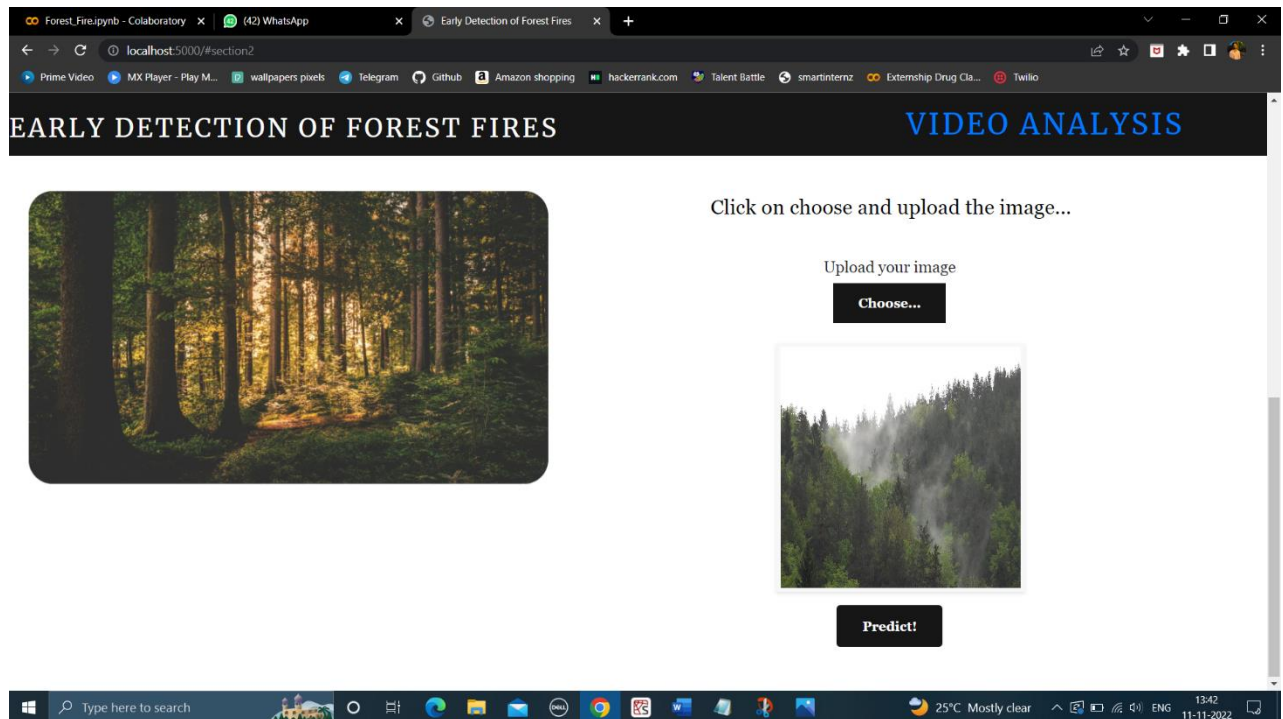 Forest_Fire.ipynb - Colaboratory
(42) WhatsApp
Early Detection of Forest Fires
localhost:5000/#section2
Prime Video
MX Player - Play M...
wallpapers pixels
Telegram
Github
Amazon shopping
hackerrank.com
Talent Battle
smartinternz
Externship Drug Cla...
Twilio
EARLY DETECTION OF FOREST FIRES
VIDEO ANALYSIS
Click on choose and upload the image...
Upload your image
Choose...
Predict!
Type here to search
DELL
25°C Mostly clear
ENG
13:42
11-11-2022